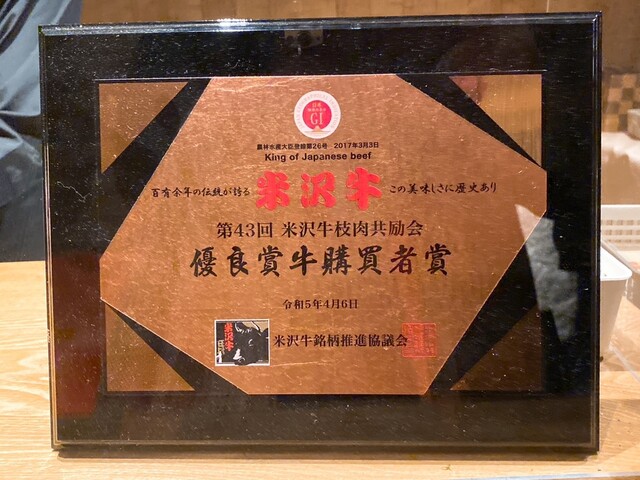 GI
農林水産大臣登録第26号 2017年3月3日
King of Japanese beef
百有余年の伝統が誇る 米沢牛 この美味しさに歴史あり
第43回 米沢牛枝肉共励会
優良賞牛購買者賞
令和5年4月6日
米沢牛
米沢牛銘柄推進協議会